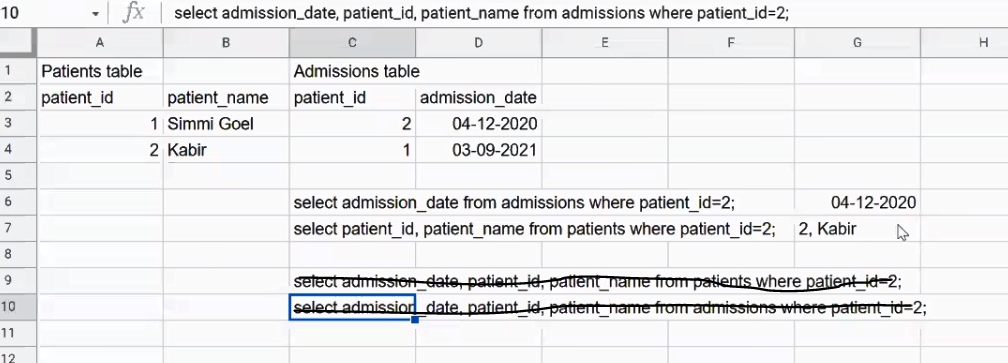 10 fx select admission_date, patient_id, patient_name from admissions where patient_id=2;
A B C D E F G H
1 Patients table Admissions table
2 patient_id patient_name patient_id admission_date
3 1 Simmi Goel 2 04-12-2020
4 2 Kabir 1 03-09-2021
5
6 select admission_date from admissions where patient_id=2; 04-12-2020
7 select patient_id, patient_name from patients where patient_id=2; 2, Kabir
8
9 select admission_date, patient_id, patient_name from patients where patient_id=2;
10 select admission_date, patient_id, patient_name from admissions where patient_id=2;
11
12